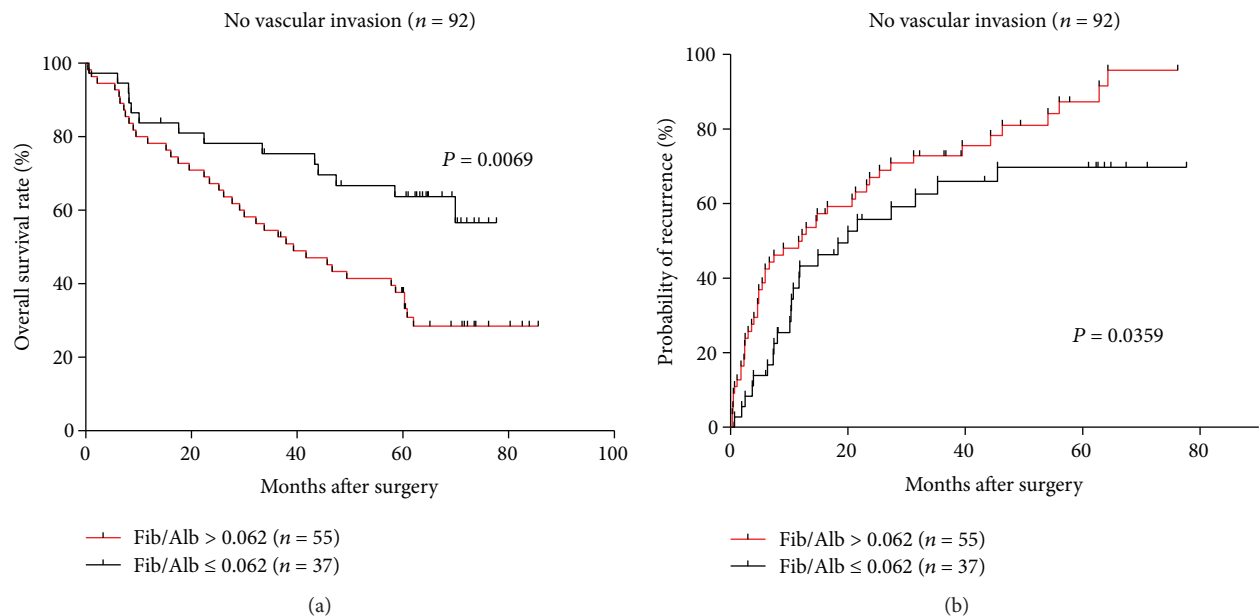 No vascular invasion (n = 92)
100
80
60
40
20
0
Overall survival rate (%)
P = 0.0069
0 20 40 60 80 100
Months after surgery
Fib/Alb > 0.062 (n = 55)
Fib/Alb ≤ 0.062 (n = 37)
(a)
No vascular invasion (n = 92)
100
80
60
40
20
0
Probability of recurrence (%)
P = 0.0359
0 20 40 60 80
Months after surgery
Fib/Alb > 0.062 (n = 55)
Fib/Alb ≤ 0.062 (n = 37)
(b)